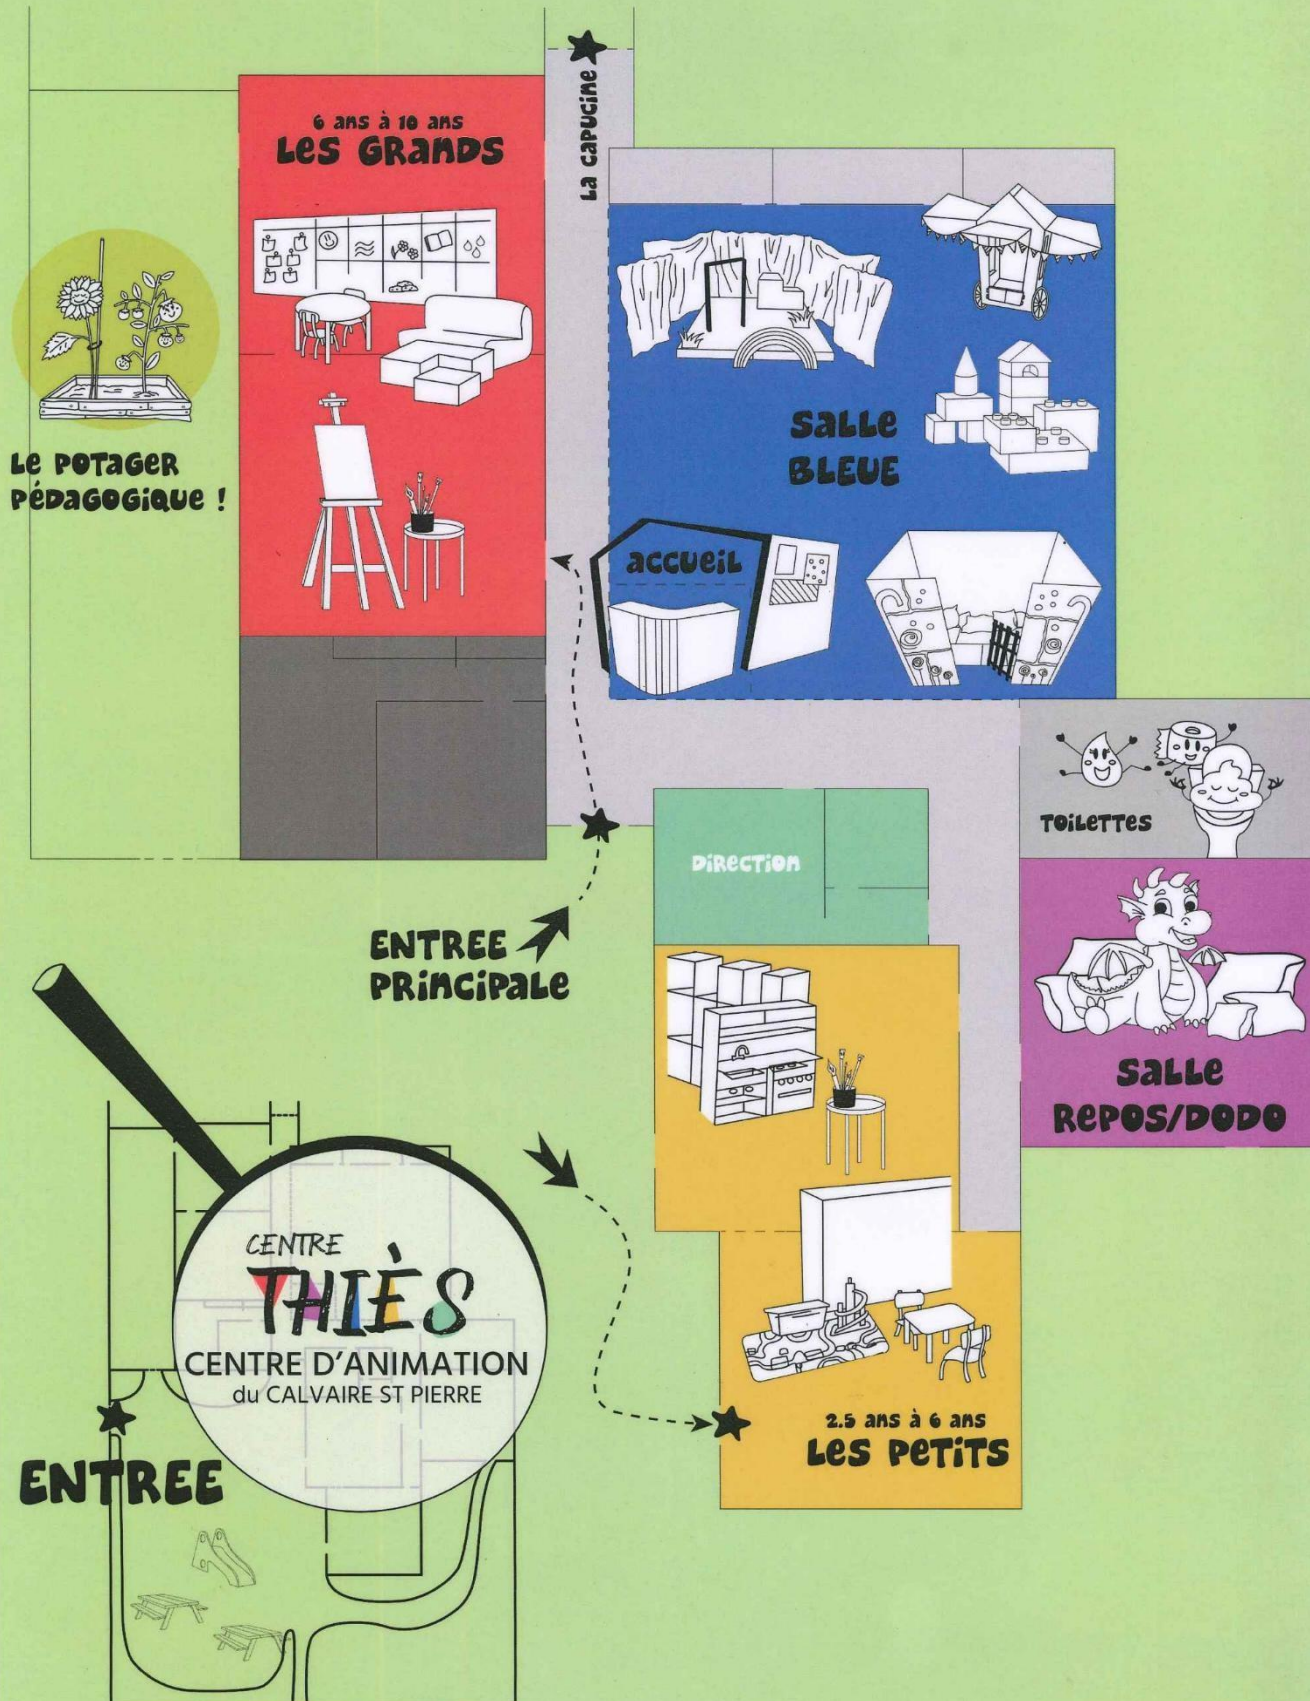 La capucine
6 ans à 10 ans
Les Grands
Le potager
pédagogique !
Salle
Bleue
accueil
toilettes
Direction
ENTREE
principale
Salle
Repos/Dodo
CENTRE
THIÈS
CENTRE D'ANIMATION
du CALVAIRE ST PIERRE
ENTREE
2.5 ans à 6 ans
Les petits